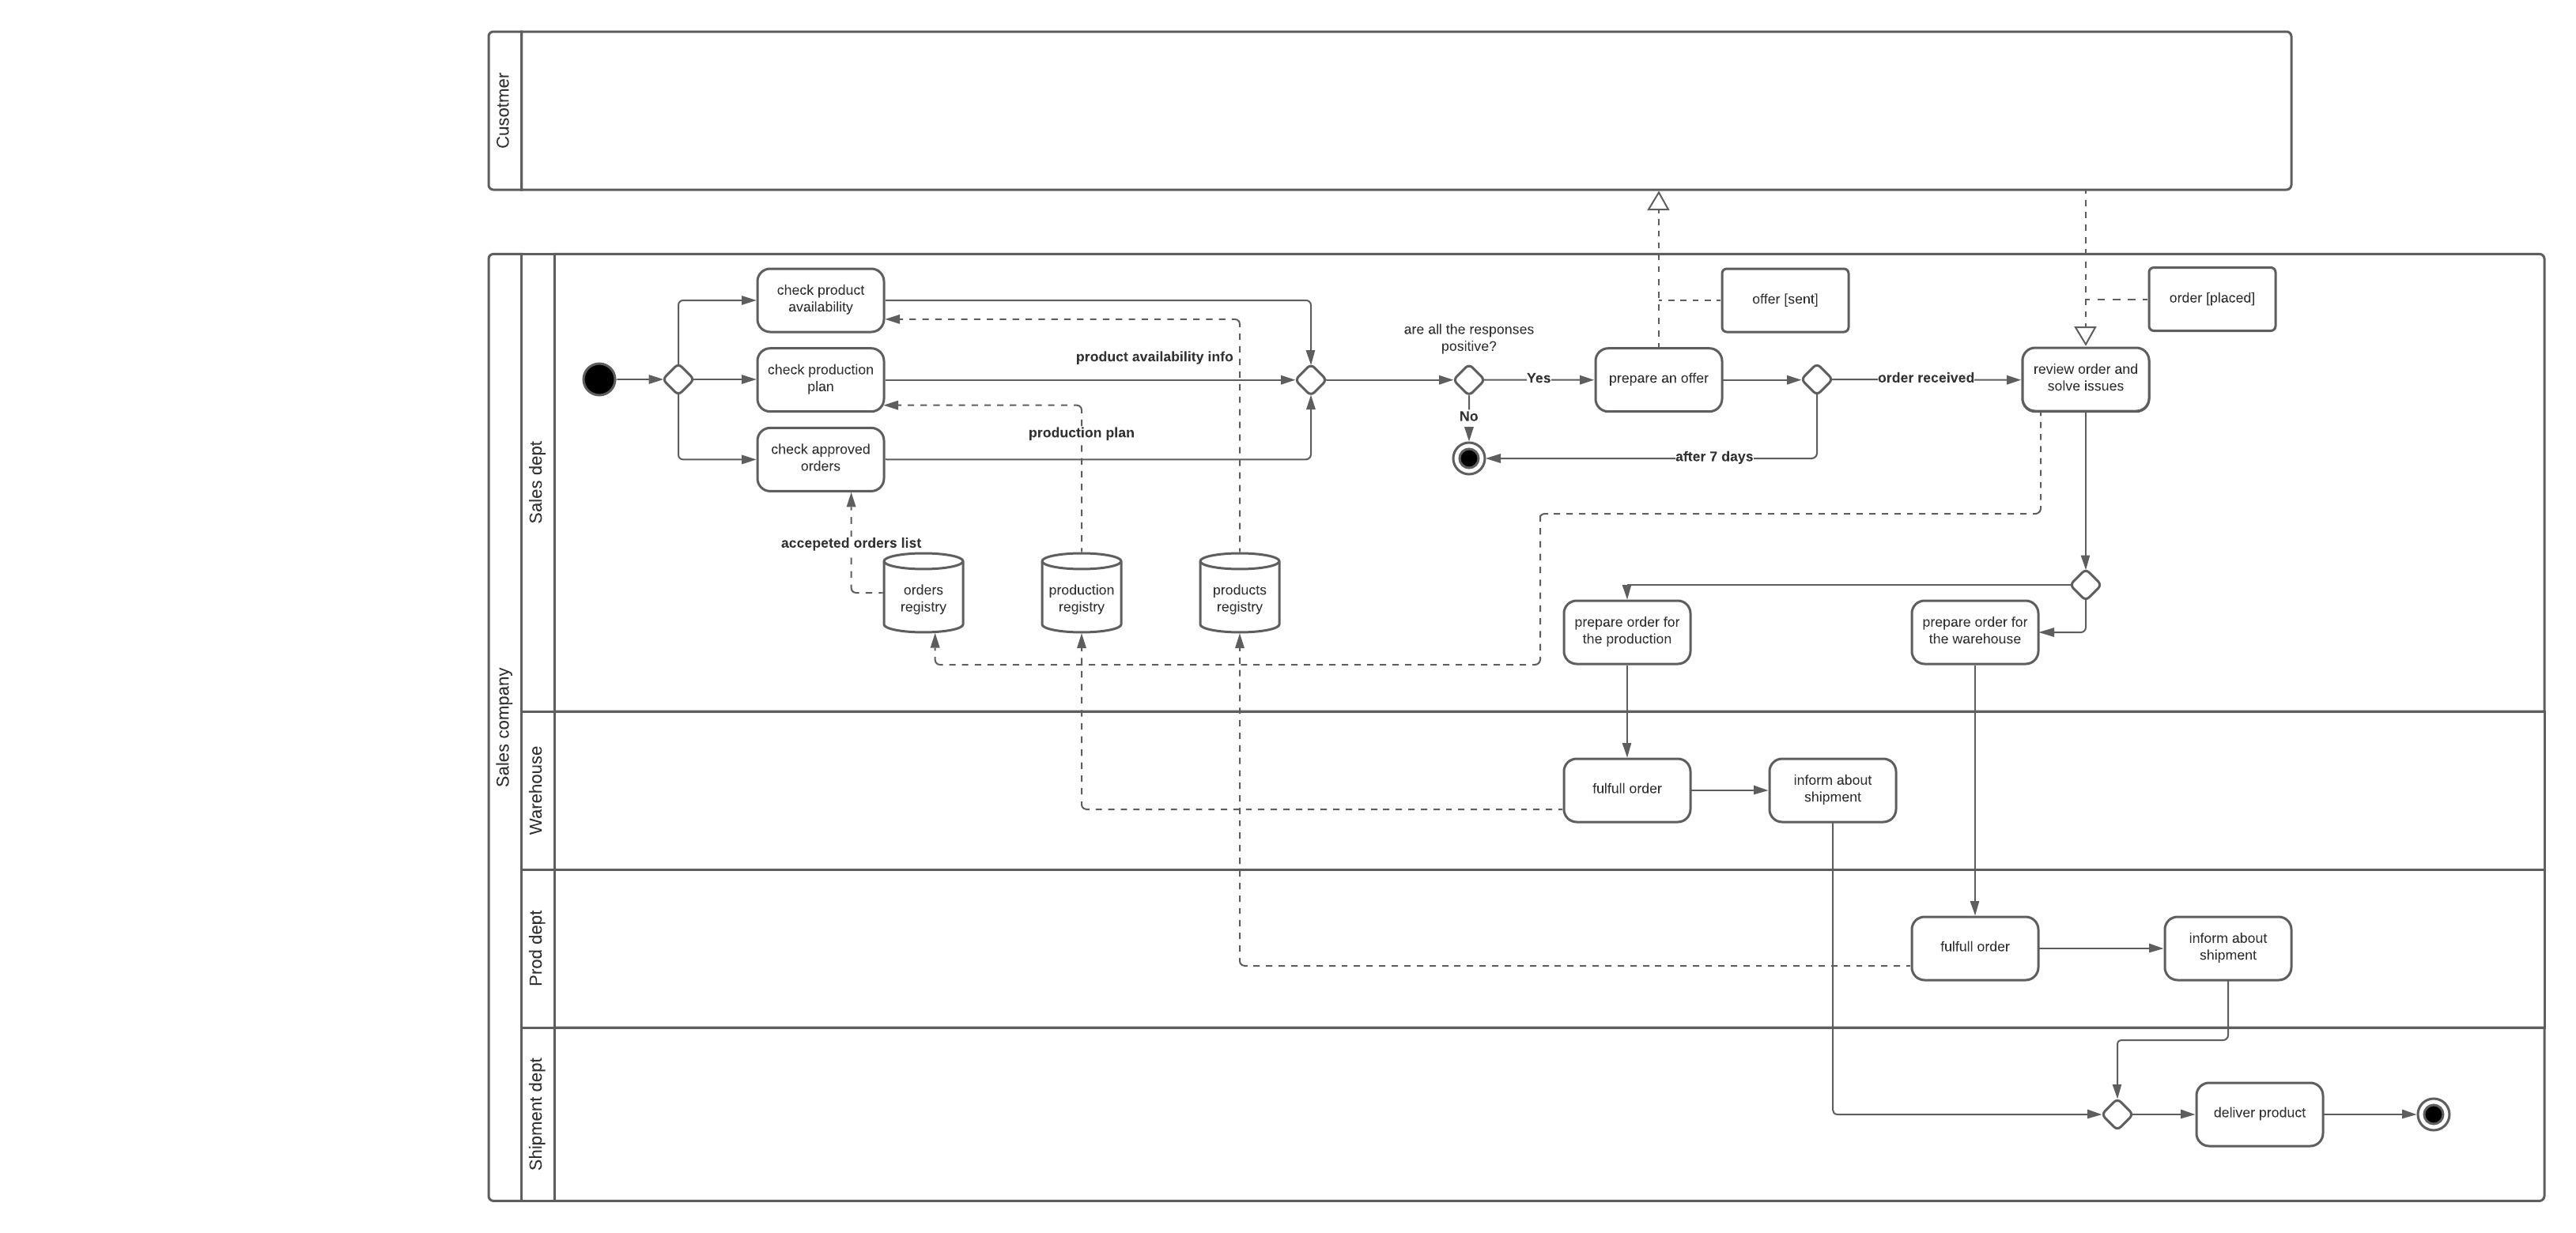 Cusotmer
Sales company
Sales dept
check product
availability
offer [sent]
order [placed]
are all the responses
positive?
product availability info
check production
plan
Yes
prepare an offer
order received
review order and
solve issues
No
production plan
check approved
orders
after 7 days
accepeted orders list
orders
registry
production
registry
products
registry
prepare order for
the production
prepare order for
the warehouse
Warehouse
fulfull order
inform about
shipment
Prod dept
fulfull order
inform about
shipment
Shipment dept
deliver product